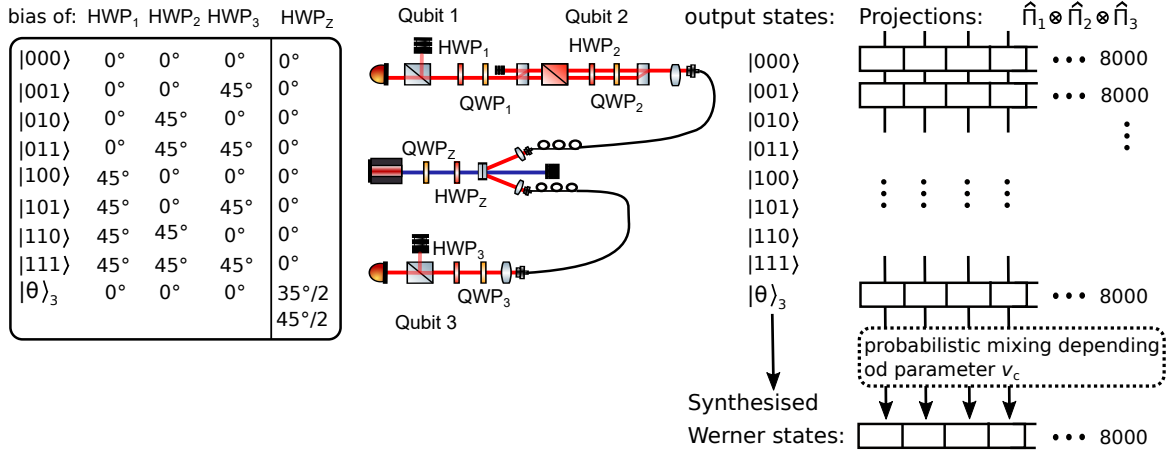 bias of: HWP1 HWP2 HWP3 HWPZ
|000⟩ 0° 0° 0° 0°
|001⟩ 0° 0° 45° 0°
|010⟩ 0° 45° 0° 0°
|011⟩ 0° 45° 45° 0°
|100⟩ 45° 0° 0° 0°
|101⟩ 45° 0° 45° 0°
|110⟩ 45° 45° 0° 0°
|111⟩ 45° 45° 45° 0°
|θ⟩3 0° 0° 0° 35°/2
45°/2
Qubit 1 Qubit 2
HWP1 HWP2
QWP1 QWP2
QWPZ
HWPZ
HWP3
QWP3
Qubit 3
output states:
|000⟩
|001⟩
|010⟩
|011⟩
|100⟩
|101⟩
|110⟩
|111⟩
|θ⟩3
Synthesised
Werner states:
Projections: Π̂1⊗Π̂2⊗Π̂3
••• 8000
••• 8000
••• 8000
probabilistic mixing depending
od parameter vc
••• 8000